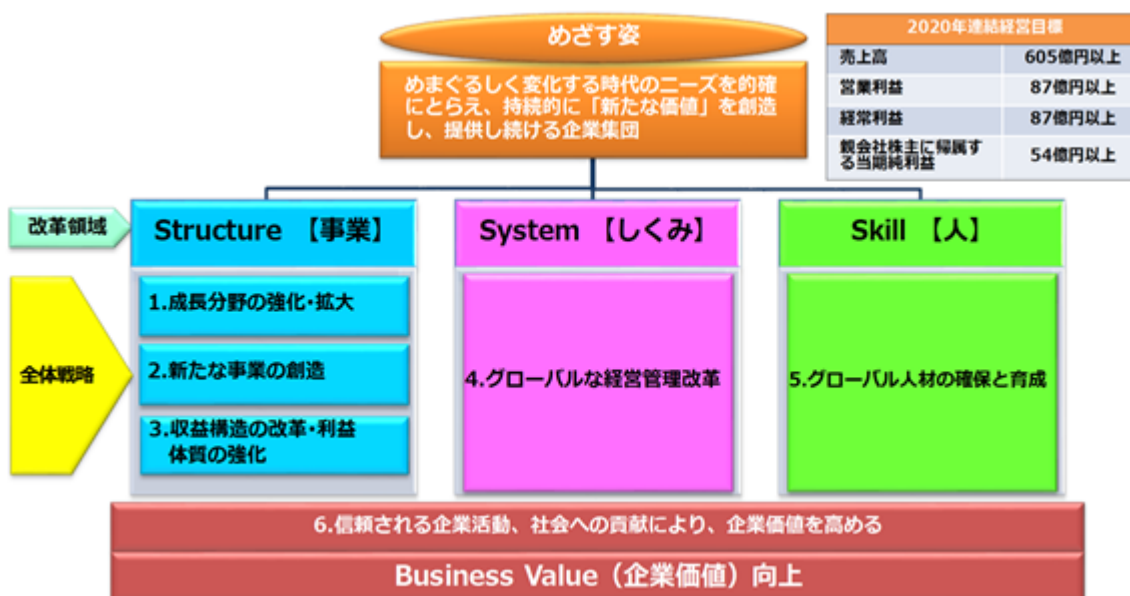 めざす姿
めまぐるしく変化する時代のニーズを的確
にとらえ、持続的に「新たな価値」を創造
し、提供し続ける企業集団
2020年連結経営目標
売上高 605億円以上
営業利益 87億円以上
経常利益 87億円以上
親会社株主に帰属す
る当期純利益 54億円以上
改革領域
Structure 【事業】
System 【しくみ】
Skill 【人】
全体戦略
1.成長分野の強化・拡大
2.新たな事業の創造
3.収益構造の改革・利益
体質の強化
4.グローバルな経営管理改革
5.グローバル人材の確保と育成
6.信頼される企業活動、社会への貢献により、企業価値を高める
Business Value（企業価値）向上